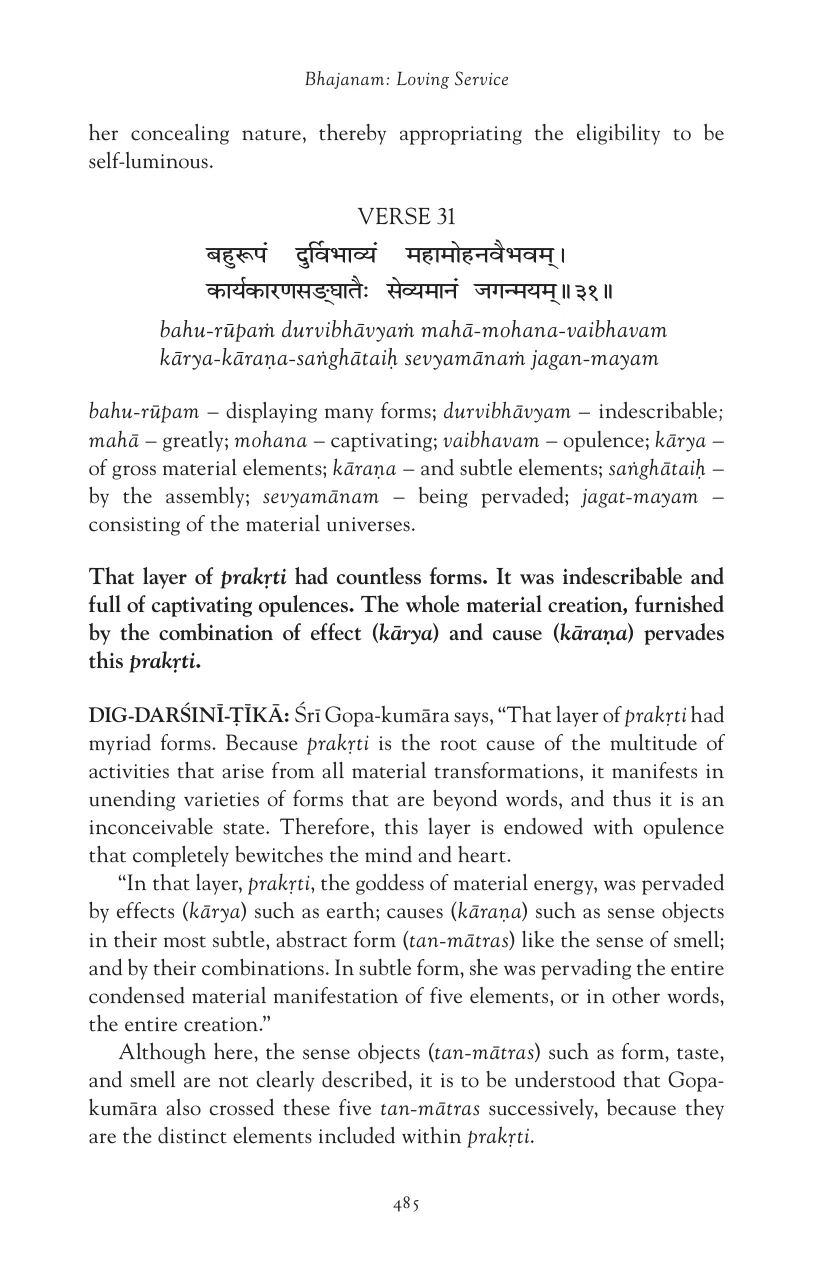 Bhajanam: Loving Service
her concealing nature, thereby appropriating the eligibility to be
self-luminous.
VERSE 31
बहुरूपं दुर्विभाव्यं महामोहनवैभवम् ।
कार्यकारणसङ्घातैः सेव्यमानं जगन्मयम् ॥ ३१ ॥
bahu-rūpaṁ durvibhāvyaṁ mahā-mohana-vaibhavam
kārya-kāraṇa-saṅghātaiḥ sevyamānaṁ jagan-mayam
bahu-rūpam – displaying many forms; durvibhāvyam – indescribable;
mahā – greatly; mohana – captivating; vaibhavam – opulence; kārya –
of gross material elements; kāraṇa – and subtle elements; saṅghātaiḥ –
by the assembly; sevyamānam – being pervaded; jagat-mayam –
consisting of the material universes.
That layer of prakṛti had countless forms. It was indescribable and
full of captivating opulences. The whole material creation, furnished
by the combination of effect (kārya) and cause (kāraṇa) pervades
this prakṛti.
DIG-DARŚINĪ-ṬĪKĀ: Śrī Gopa-kumāra says, “That layer of prakṛti had
myriad forms. Because prakṛti is the root cause of the multitude of
activities that arise from all material transformations, it manifests in
unending varieties of forms that are beyond words, and thus it is an
inconceivable state. Therefore, this layer is endowed with opulence
that completely bewitches the mind and heart.
“In that layer, prakṛti, the goddess of material energy, was pervaded
by effects (kārya) such as earth; causes (kāraṇa) such as sense objects
in their most subtle, abstract form (tan-mātras) like the sense of smell;
and by their combinations. In subtle form, she was pervading the entire
condensed material manifestation of five elements, or in other words,
the entire creation.”
Although here, the sense objects (tan-mātras) such as form, taste,
and smell are not clearly described, it is to be understood that Gopa-
kumāra also crossed these five tan-mātras successively, because they
are the distinct elements included within prakṛti.
485